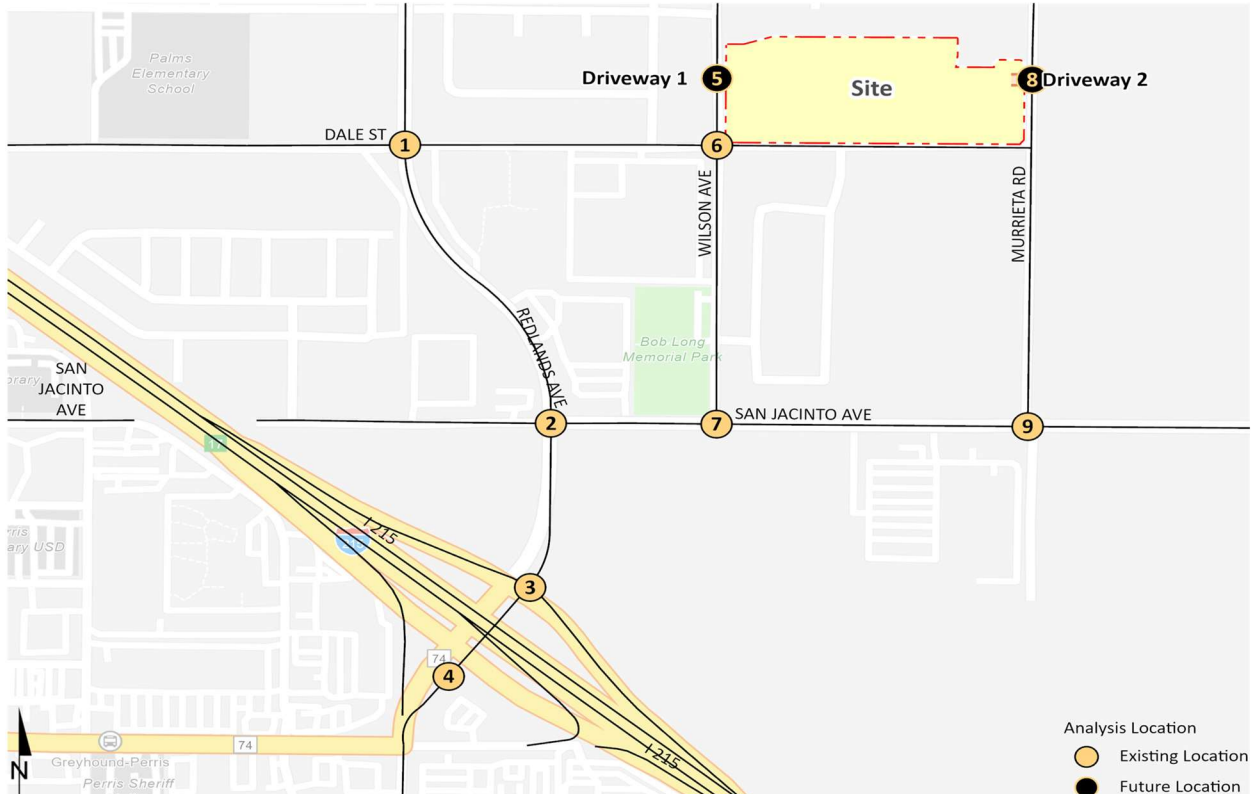 Palms
Elementary
School
Driveway 1
5
Site
8
Driveway 2
DALE ST
1
6
WILSON AVE
MURRIETA RD
REDLANDS AVE
Bob Long
Memorial Park
SAN
JACINTO
AVE
2
7
SAN JACINTO AVE
9
I 215
ary USD
3
74
4
74
Greyhound-Perris
Perris Sheriff
I 215
N
Analysis Location
Existing Location
Future Location